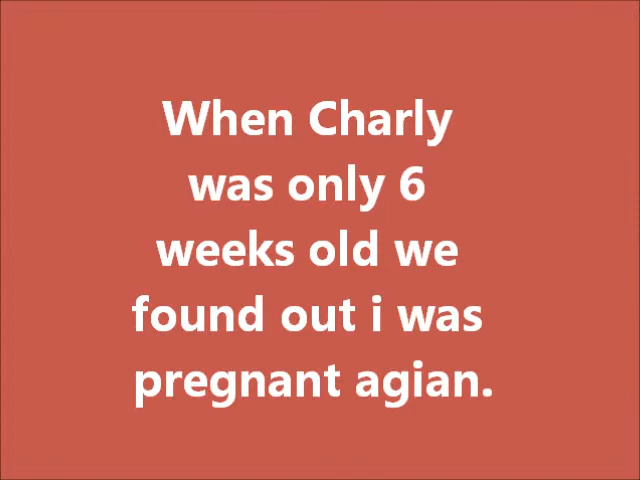 When Charly
was only 6
weeks old we
found out i was
pregnant agian.